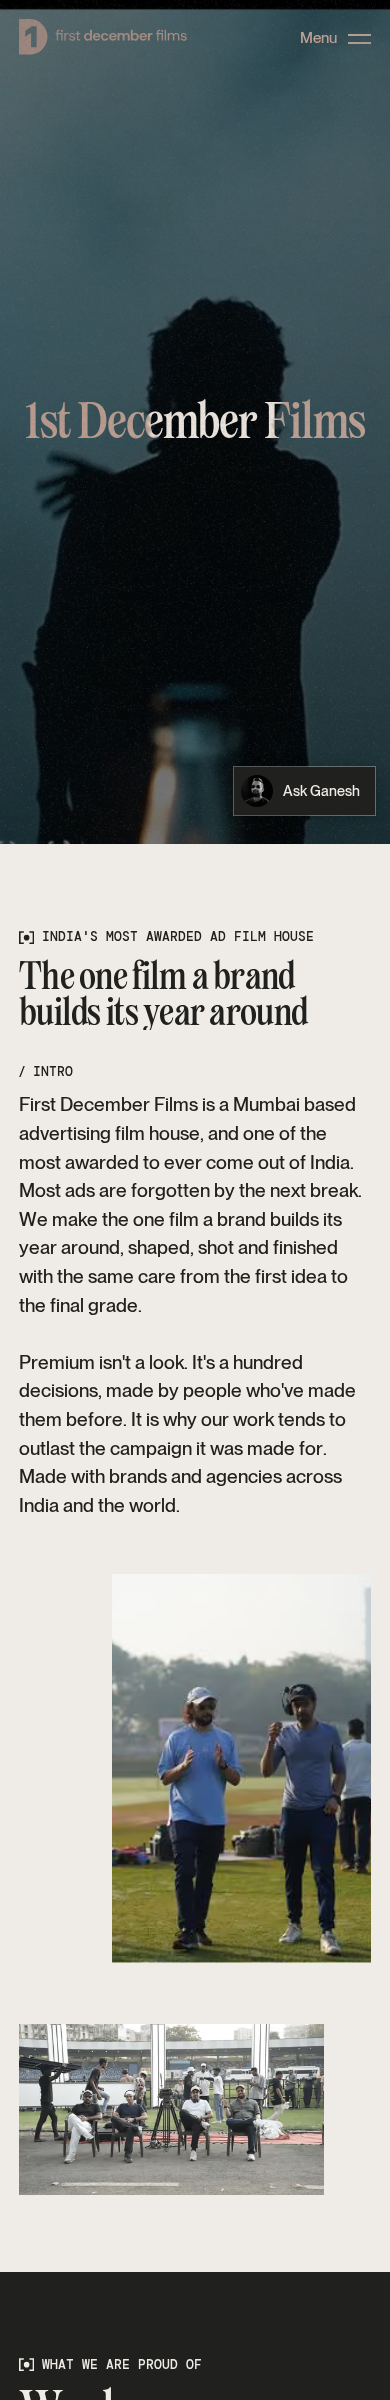 first december films
Menu
1st December Films
Ask Ganesh
INDIA'S MOST AWARDED AD FILM HOUSE
The one film a brand
builds its year around
/ INTRO
First December Films is a Mumbai based
advertising film house, and one of the
most awarded to ever come out of India.
Most ads are forgotten by the next break.
We make the one film a brand builds its
year around, shaped, shot and finished
with the same care from the first idea to
the final grade.
Premium isn't a look. It's a hundred
decisions, made by people who've made
them before. It is why our work tends to
outlast the campaign it was made for.
Made with brands and agencies across
India and the world.
WHAT WE ARE PROUD OF